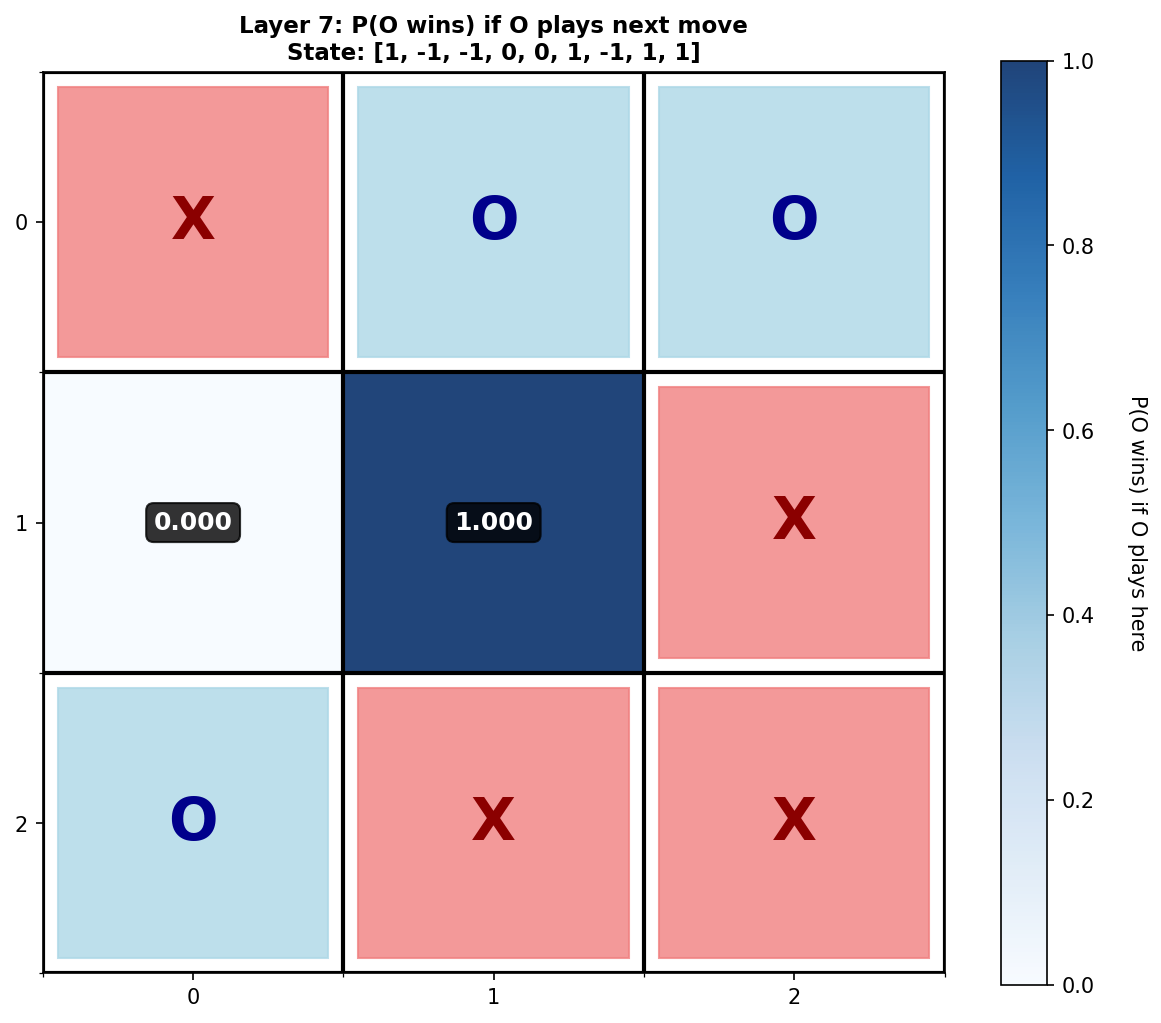 Layer 7: P(O wins) if O plays next move
State: [1, -1, -1, 0, 0, 1, -1, 1, 1]
X O O
0.000 1.000 X
O X X
0
1
2
0 1 2
1.0
0.8
0.6
0.4
0.2
0.0
P(O wins) if O plays here